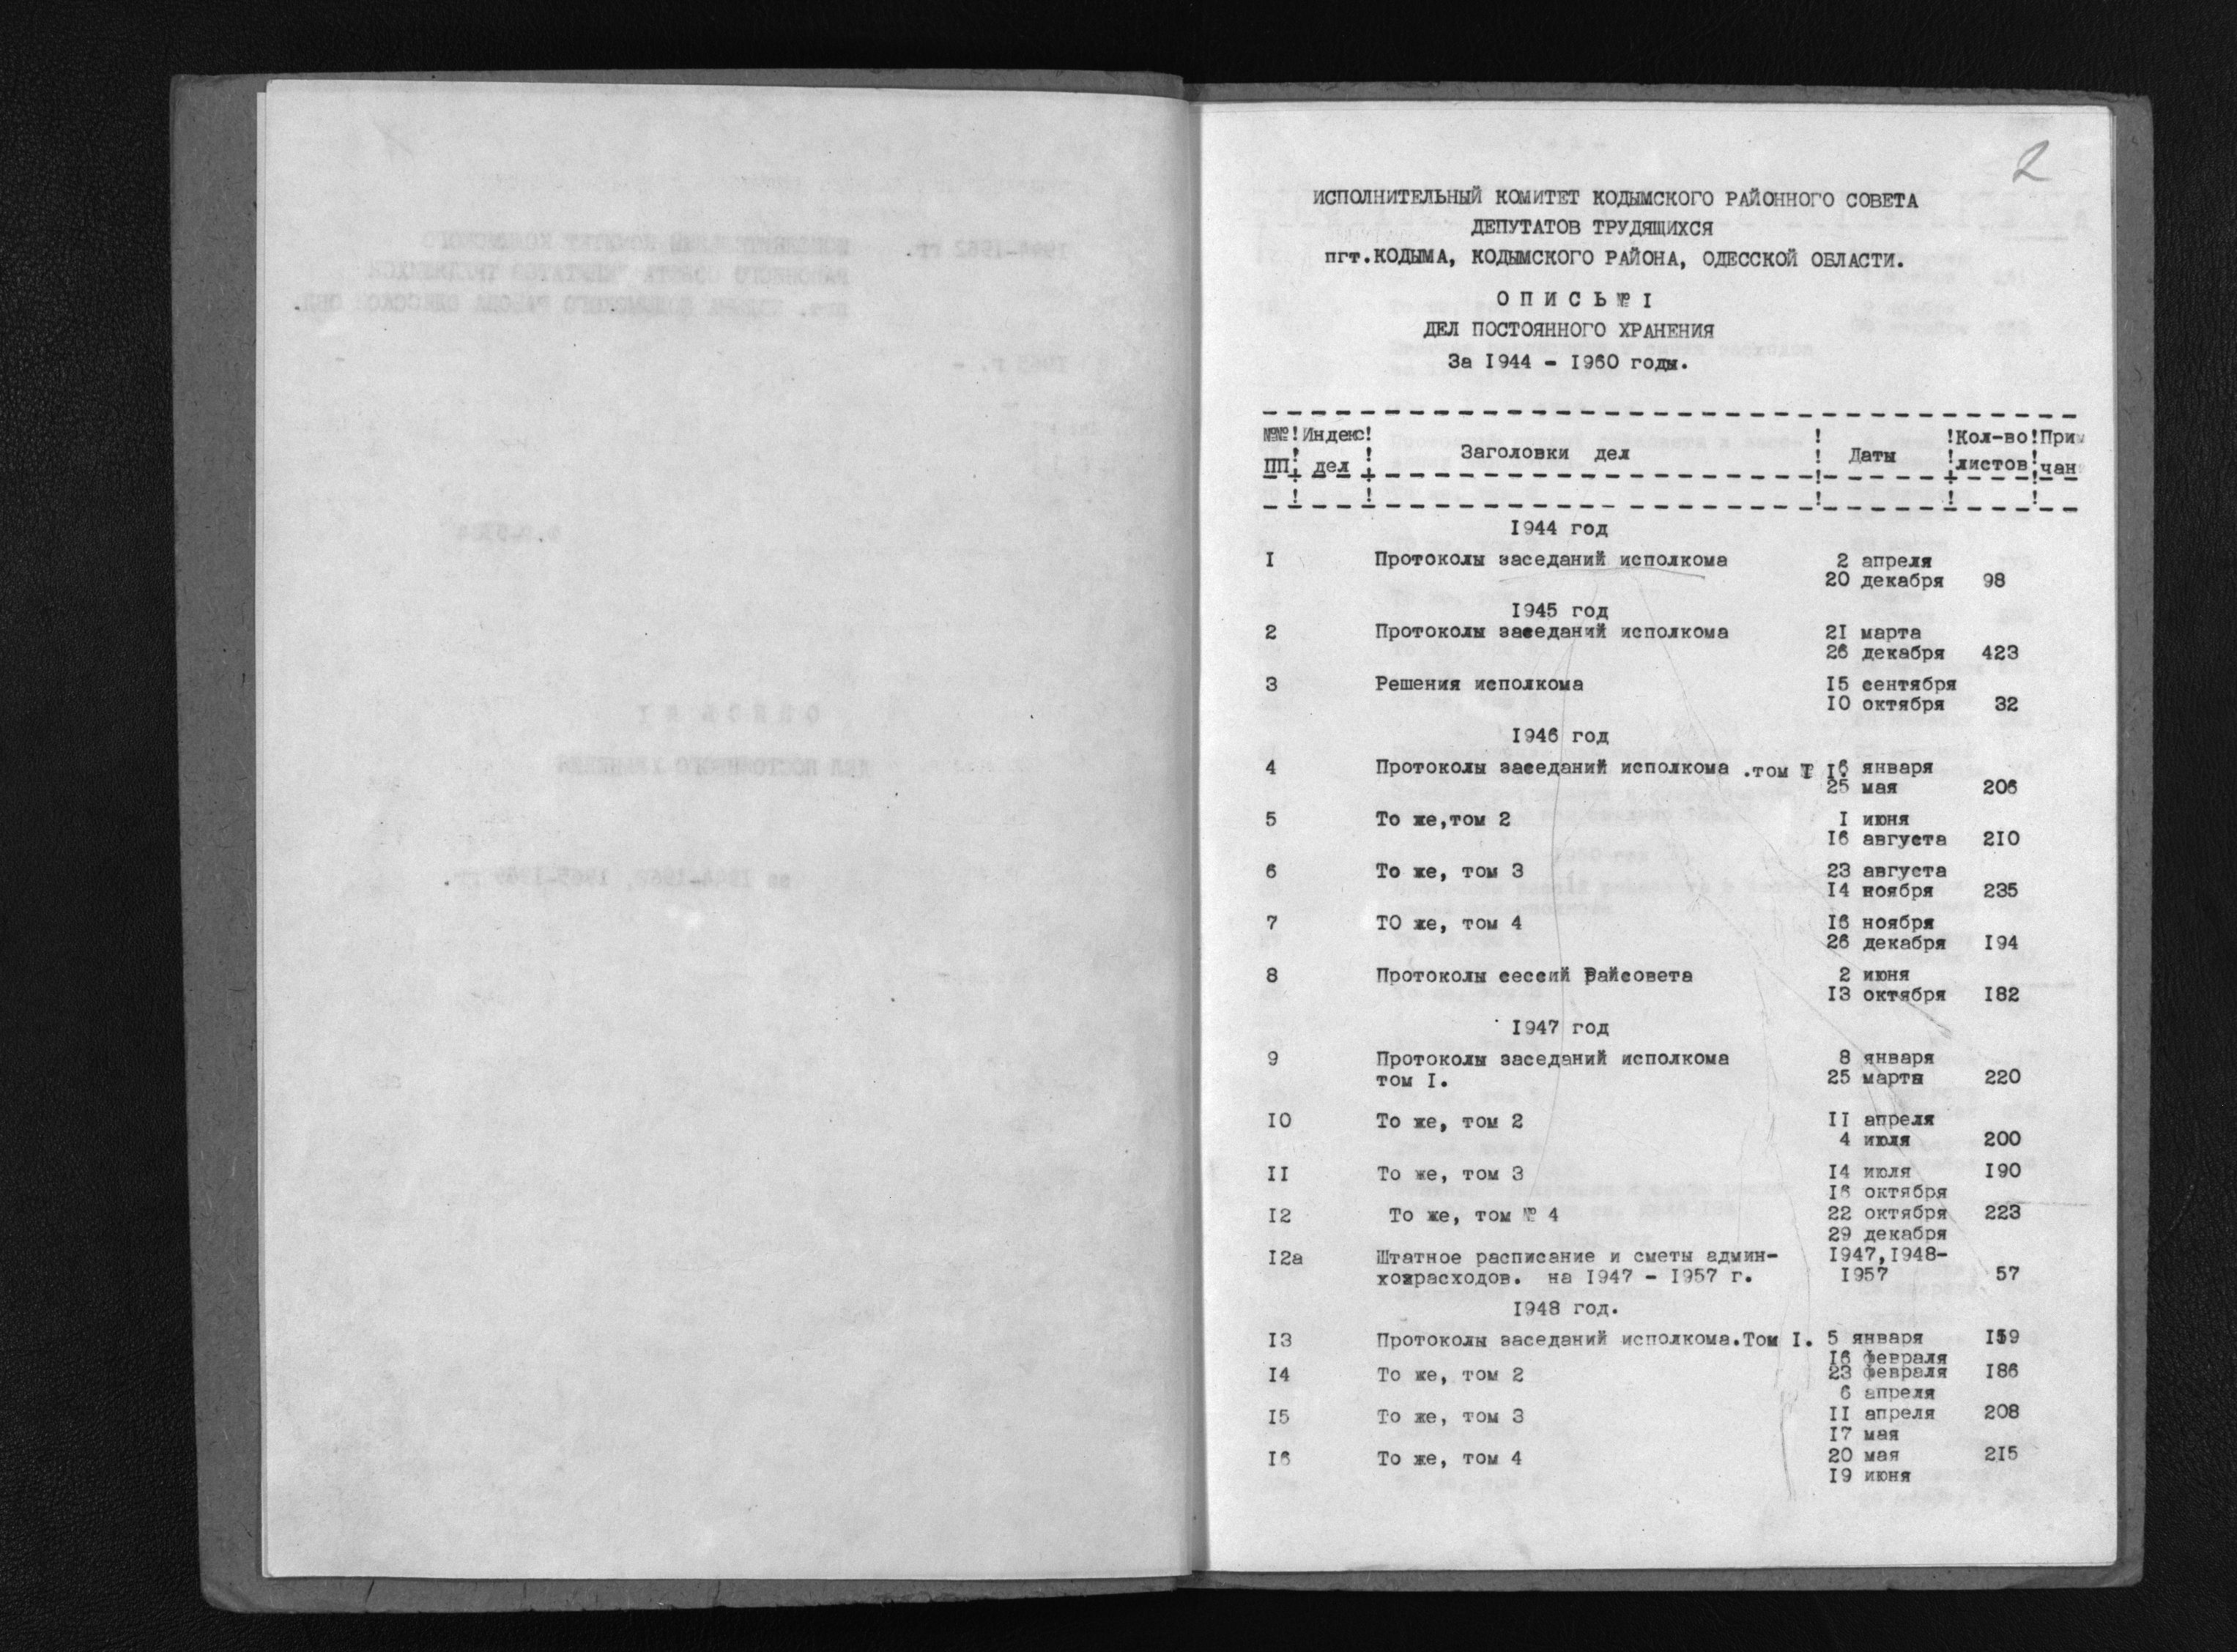 2
ИСПОЛНИТЕЛЬНЫЙ КОМИТЕТ КОДЫМСКОГО РАЙОННОГО СОВЕТА
ДЕПУТАТОВ ТРУДЯЩИХСЯ
пгт.КОДЫМА, КОДЫМСКОГО РАЙОНА, ОДЕССКОЙ ОБЛАСТИ.
О П И С Ь № I
ДЕЛ ПОСТОЯННОГО ХРАНЕНИЯ
За I944 - I960 годы.
№№ ! Индекс ! Заголовки дел ! Даты ! Кол-во ! Прим
ПП ! дел ! ! ! листов ! чан
I944 год
I Протоколы заседаний исполкома 2 апреля
20 декабря 98
I945 год
2 Протоколы заседаний исполкома 2I марта
26 декабря 423
3 Решения исполкома I5 сентября
I0 октября 32
I946 год
4 Протоколы заседаний исполкома .том I I. 6 января
25 мая 206
5 То же,том 2 I июня
I6 августа 2I0
6 То же, том 3 23 августа
I4 ноября 235
7 ТО же, том 4 I6 ноября
26 декабря I94
8 Протоколы сессий Райсовета 2 июня
I3 октября I82
I947 год
9 Протоколы заседаний исполкома 8 января
том I. 25 марта 220
I0 То же, том 2 II апреля
4 июля 200
II То же, том 3 I4 июля I90
I6 октября
I2 То же, том № 4 22 октября 223
29 декабря
I2а Штатное расписание и сметы админ- I947,I948-
хозрасходов. на I947 - I957 г. I957 57
I948 год.
I3 Протоколы заседаний исполкома.Том I. 5 января I59
I6 февраля
I4 То же, том 2 23 февраля I86
6 апреля
I5 То же, том 3 II апреля 208
I7 мая
I6 То же, том 4 20 мая 2I5
I9 июня